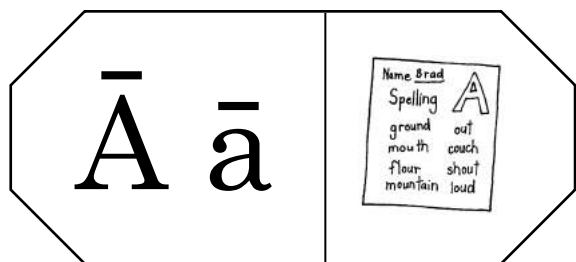 Ā ā
Name Brad
Spelling A
ground out
mouth couch
flour shout
mountain loud